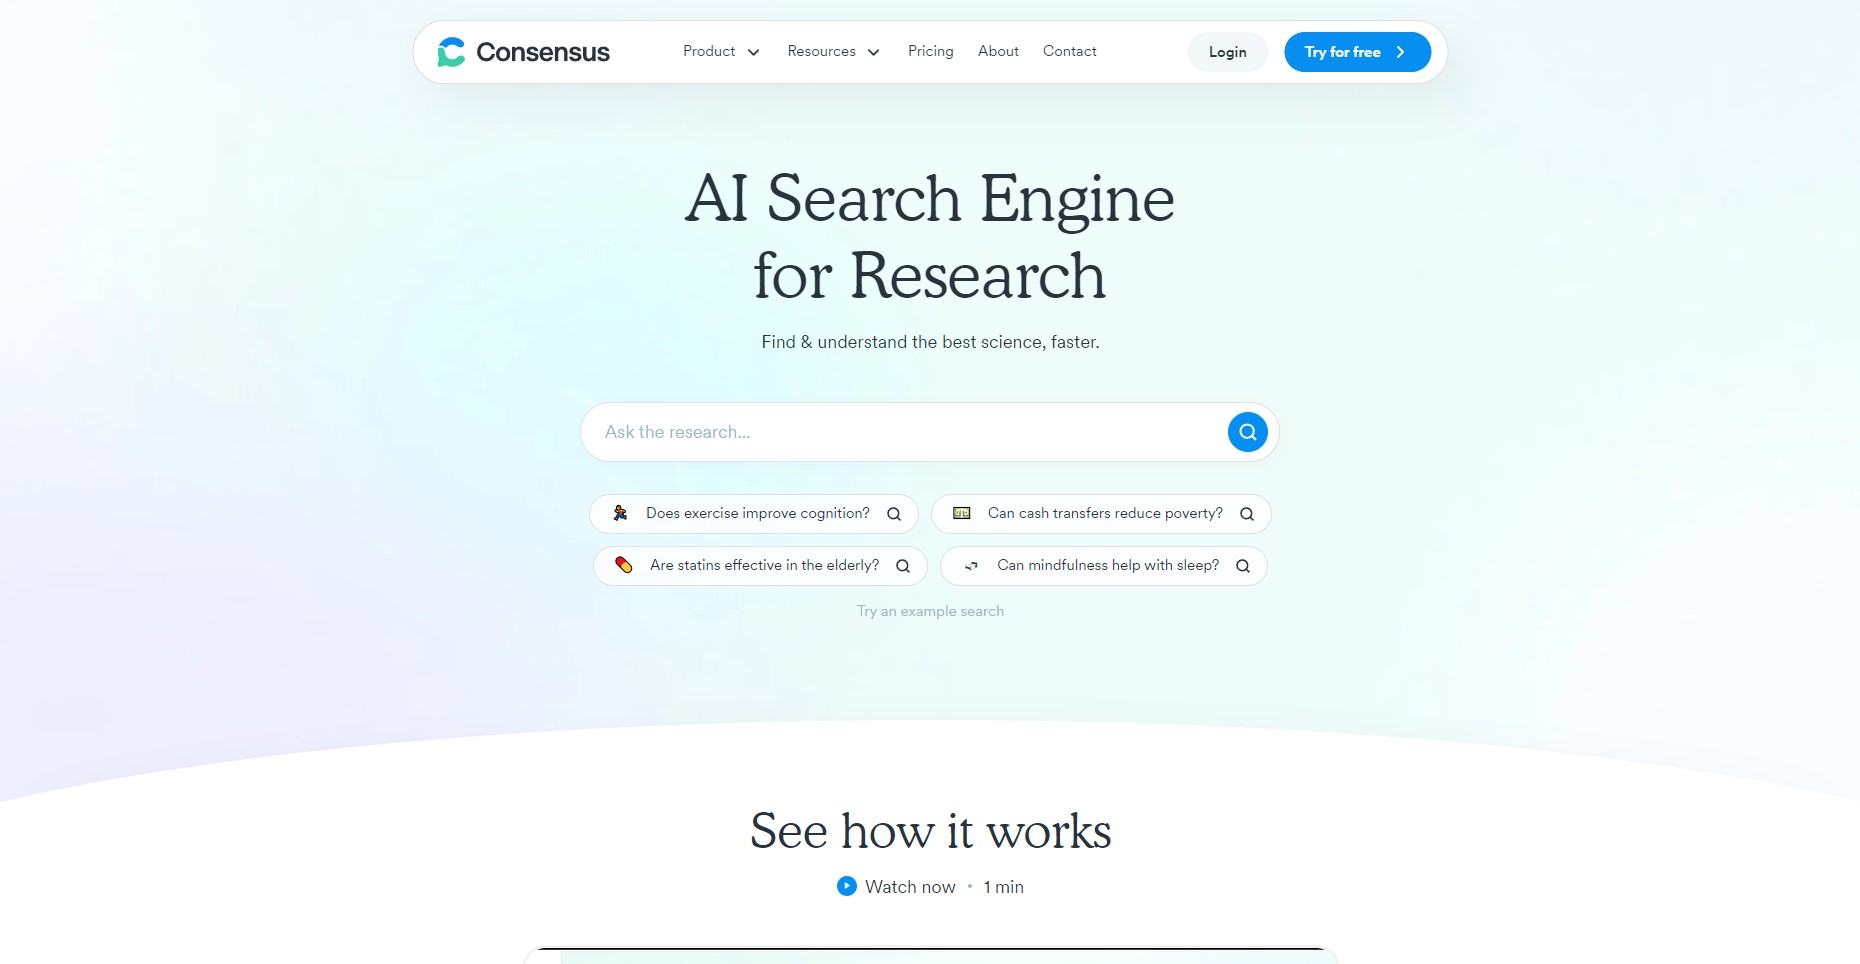 Consensus
Product
Resources
Pricing
About
Contact
Login
Try for free
AI Search Engine
for Research
Find & understand the best science, faster.
Ask the research...
Does exercise improve cognition?
Can cash transfers reduce poverty?
Are statins effective in the elderly?
Can mindfulness help with sleep?
Try an example search
See how it works
Watch now • 1 min